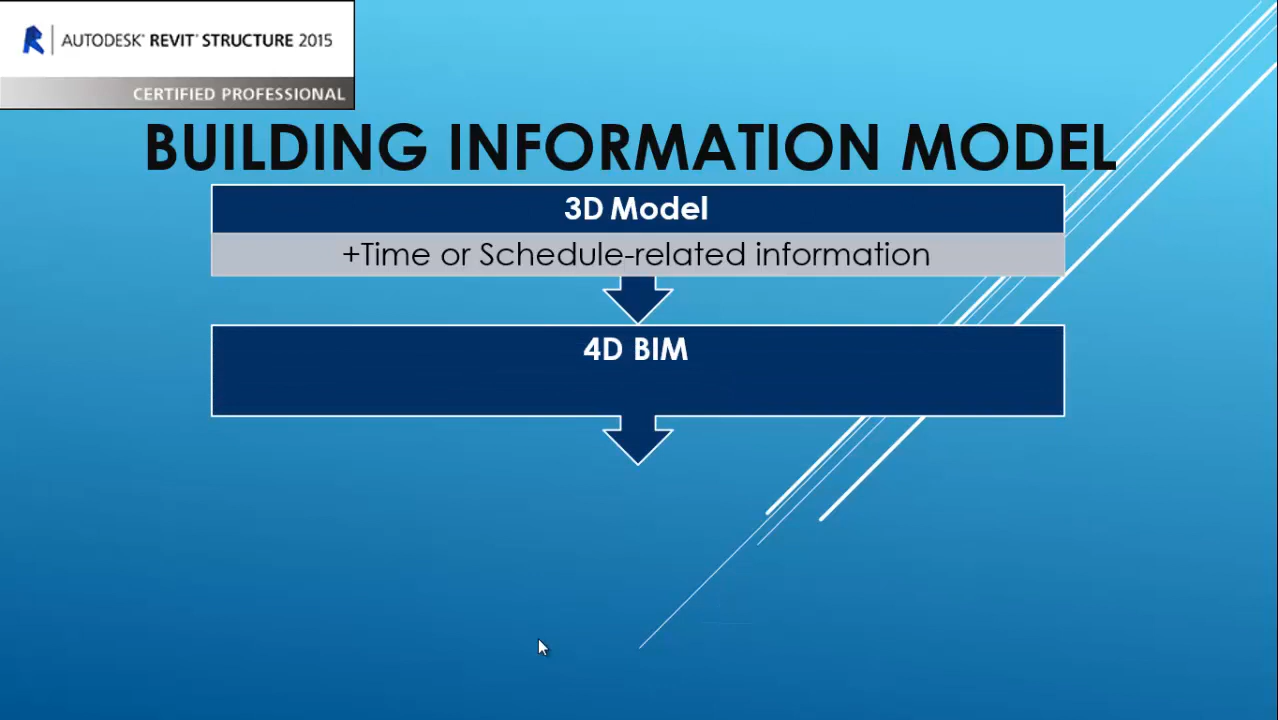 AUTODESK® REVIT® STRUCTURE 2015
CERTIFIED PROFESSIONAL
BUILDING INFORMATION MODEL
3D Model
+Time or Schedule-related information
4D BIM